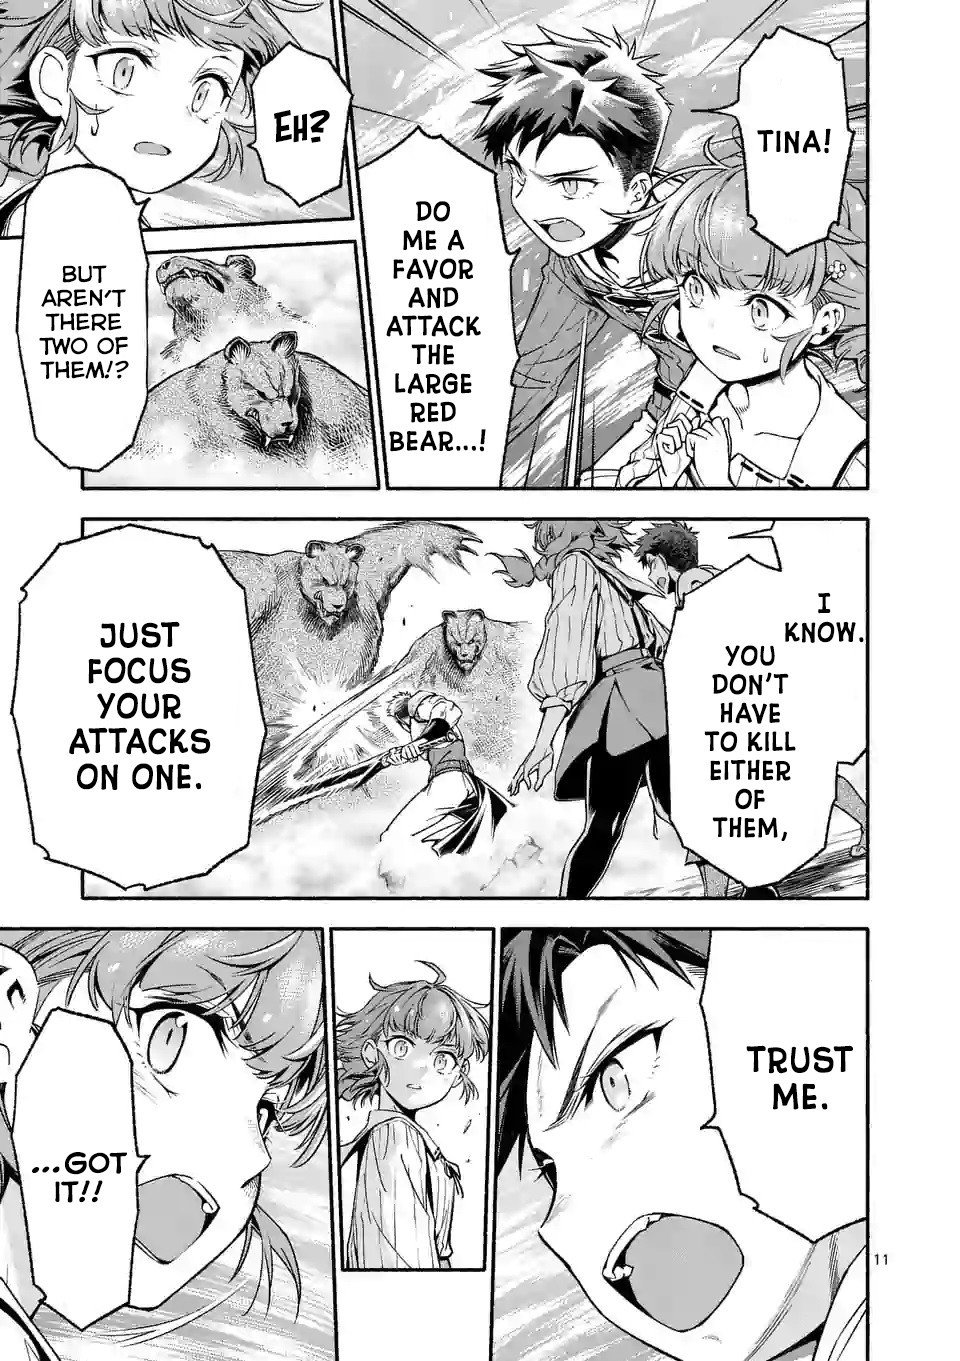 TINA!
DO
ME A
FAVOR
AND
ATTACK
THE
LARGE
RED
BEAR...!
EH?
BUT
AREN'T
THERE
TWO OF
THEM!?
I
KNOW.
YOU
DON'T
HAVE
TO KILL
EITHER
OF
THEM,
JUST
FOCUS
YOUR
ATTACKS
ON ONE.
TRUST
ME.
...GOT
IT!!
11